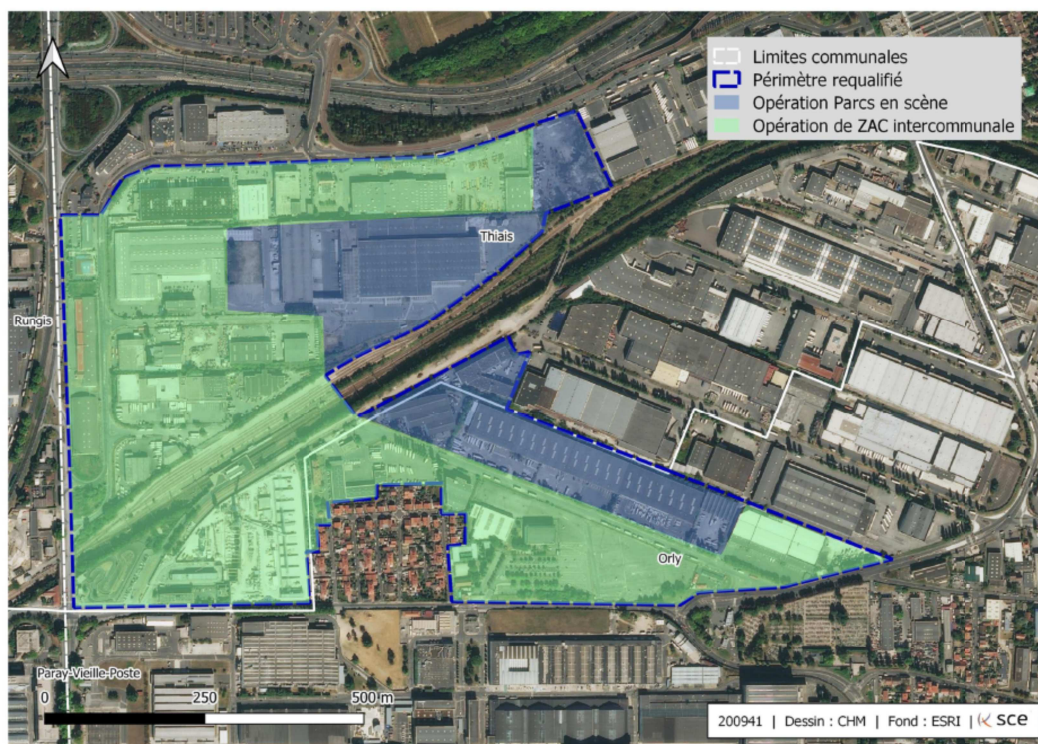 Limites communales
Périmètre requalifié
Opération Parcs en scène
Opération de ZAC intercommunale
Thiais
Rungis
Orly
Paray-Vieille-Poste
0 250 500 m
200941 | Dessin : CHM | Fond : ESRI | sce